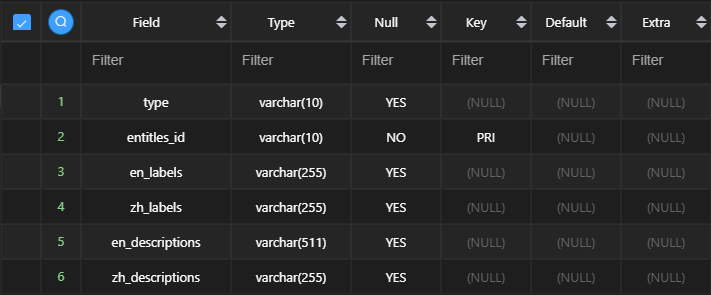 Field Type Null Key Default Extra
Filter Filter Filter Filter Filter Filter
1 type varchar(10) YES (NULL) (NULL) (NULL)
2 entitles_id varchar(10) NO PRI (NULL) (NULL)
3 en_labels varchar(255) YES (NULL) (NULL) (NULL)
4 zh_labels varchar(255) YES (NULL) (NULL) (NULL)
5 en_descriptions varchar(511) YES (NULL) (NULL) (NULL)
6 zh_descriptions varchar(255) YES (NULL) (NULL) (NULL)